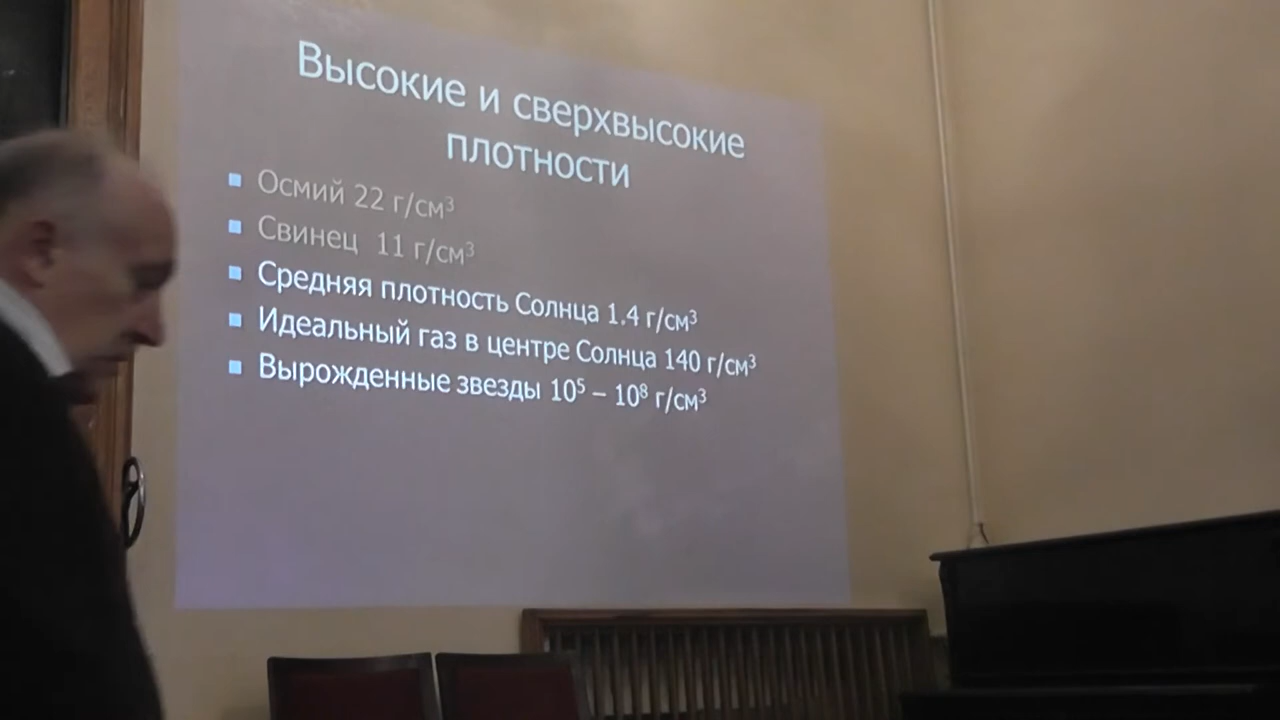 Высокие и сверхвысокие
плотности
Осмий 22 г/см³
Свинец 11 г/см³
Средняя плотность Солнца 1.4 г/см³
Идеальный газ в центре Солнца 140 г/см³
Вырожденные звезды 10⁵ – 10⁸ г/см³